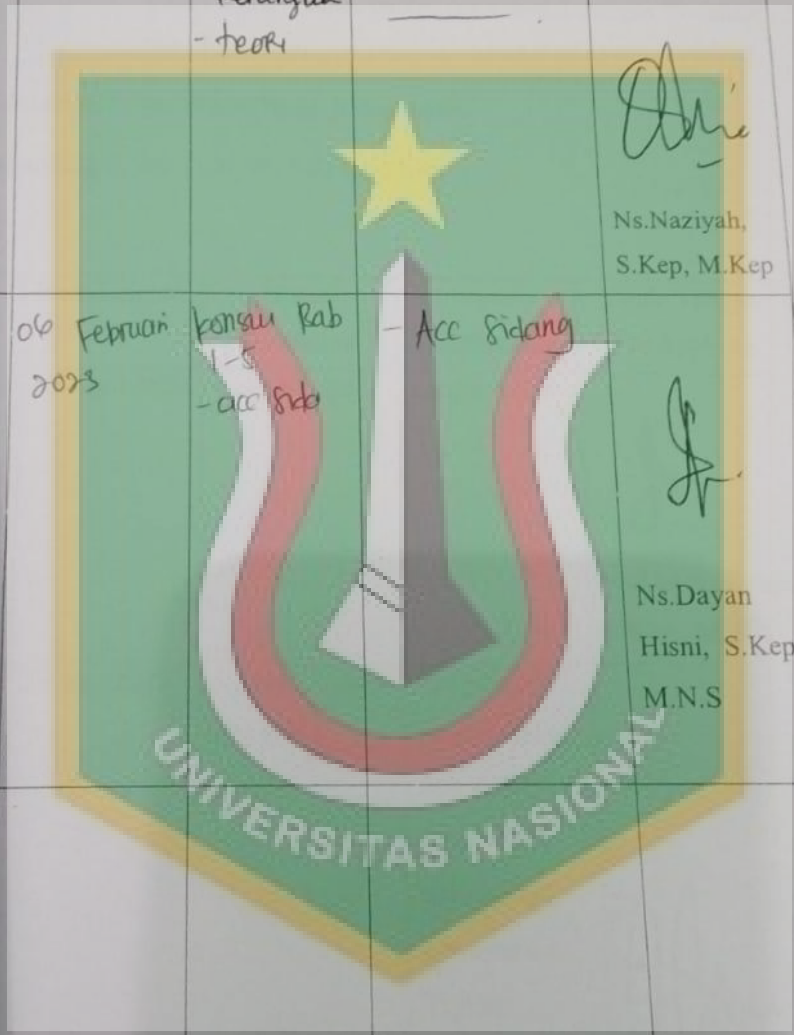 - teori
Ns.Naziyah,
S.Kep, M.Kep
06 Februari
2023
konsul Bab
1-5
- acc sida
- Acc Sidang
Ns.Dayan
Hisni, S.Kep
M.N.S
UNIVERSITAS NASIONAL